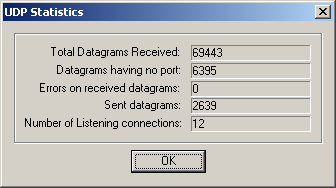 UDP Statistics
Total Datagrams Received: 69443
Datagrams having no port: 6395
Errors on received datagrams: 0
Sent datagrams: 2639
Number of Listening connections: 12
OK